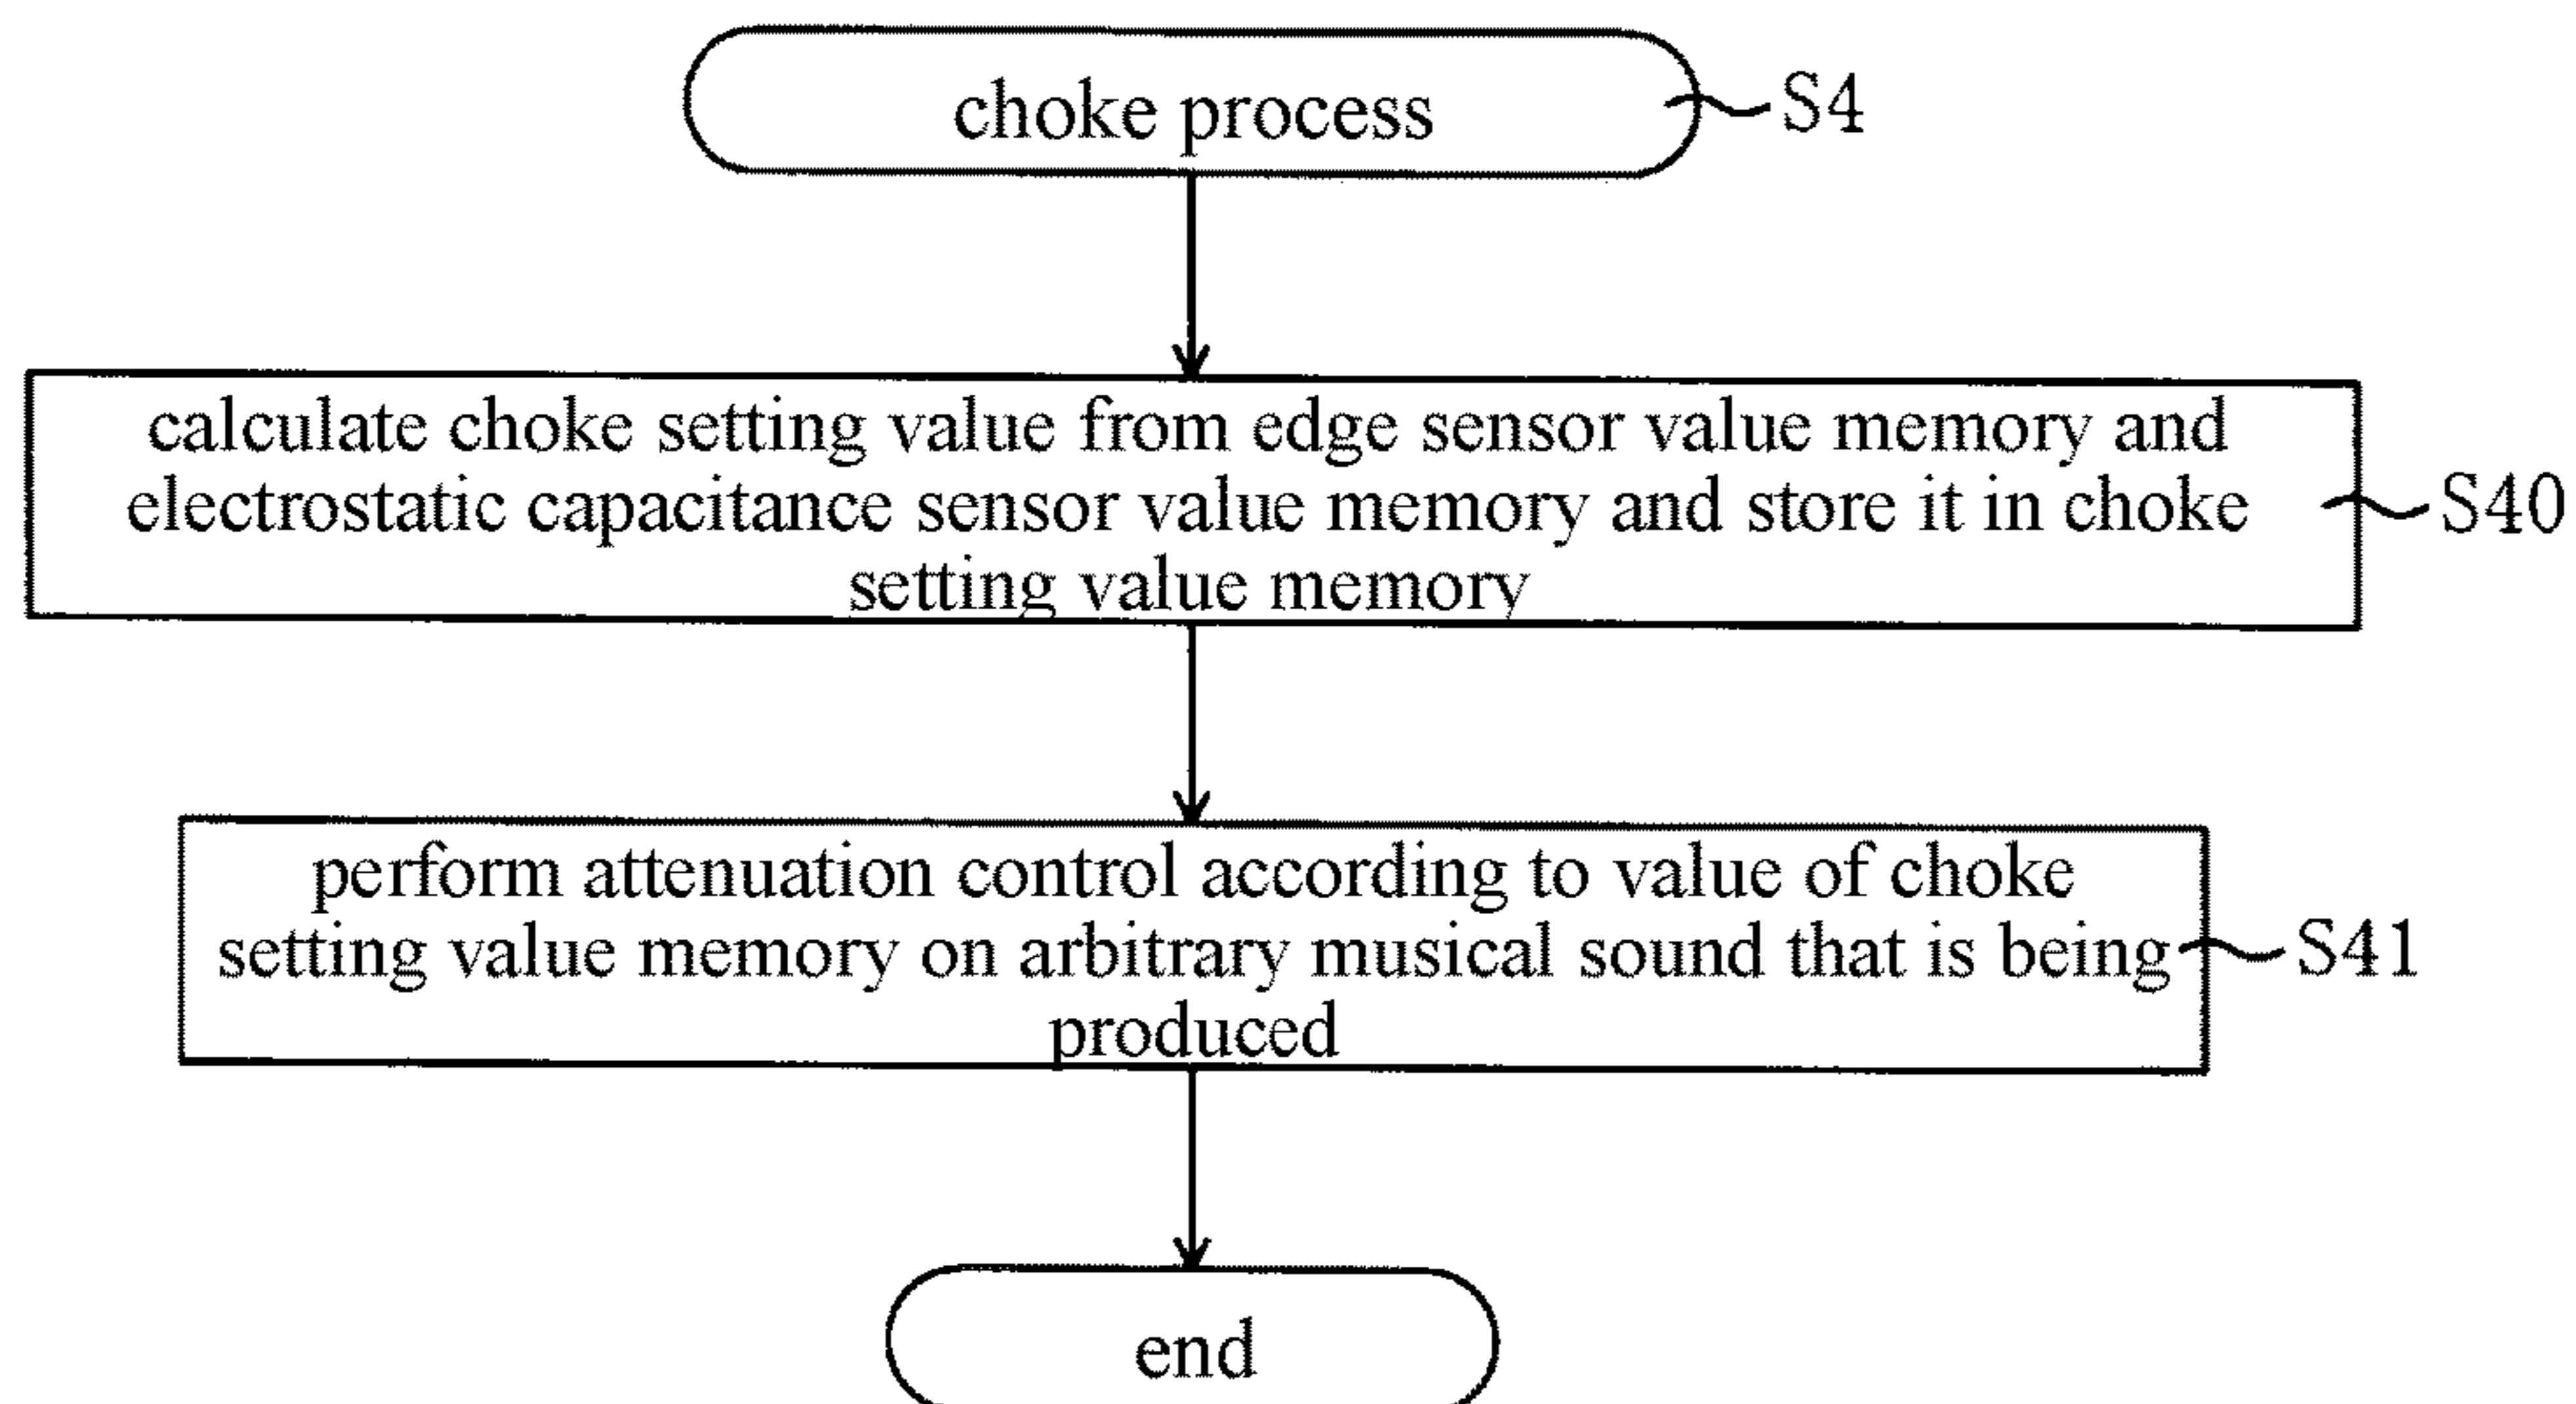 choke process
S4
calculate choke setting value from edge sensor value memory and
electrostatic capacitance sensor value memory and store it in choke
setting value memory
S40
perform attenuation control according to value of choke
setting value memory on arbitrary musical sound that is being
produced
S41
end